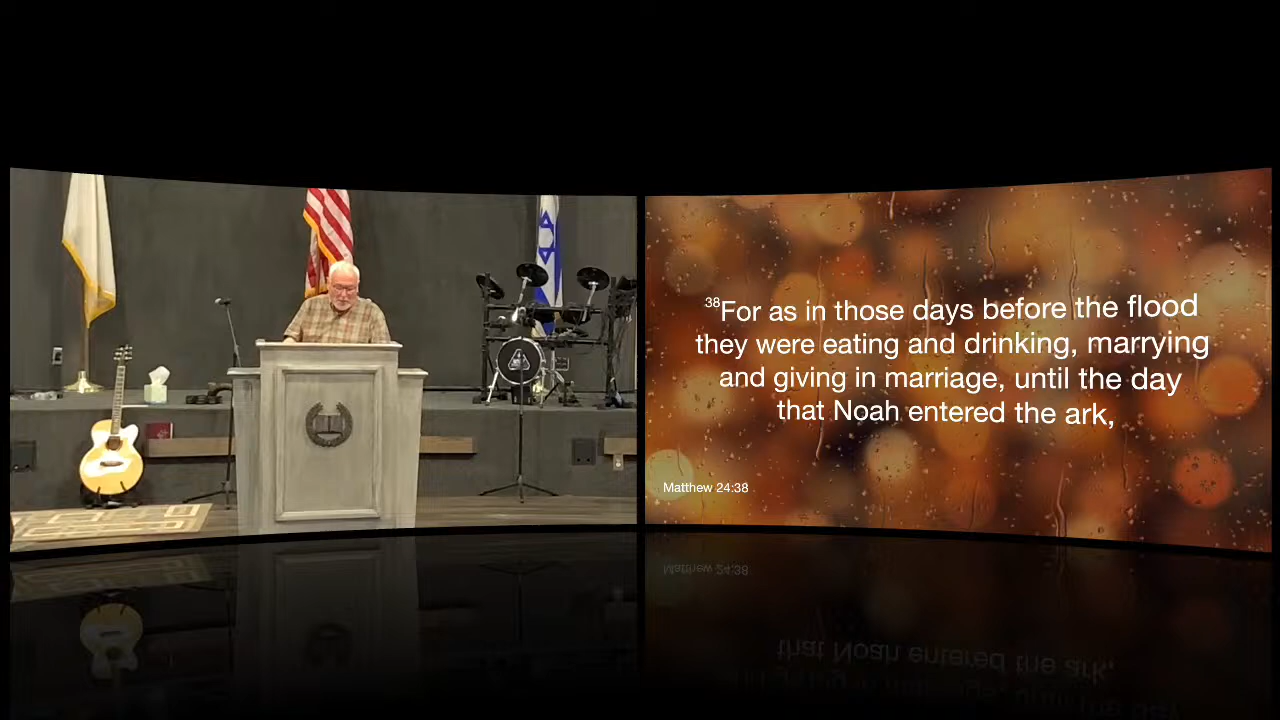 ³⁸For as in those days before the flood
they were eating and drinking, marrying
and giving in marriage, until the day
that Noah entered the ark,
Matthew 24:38